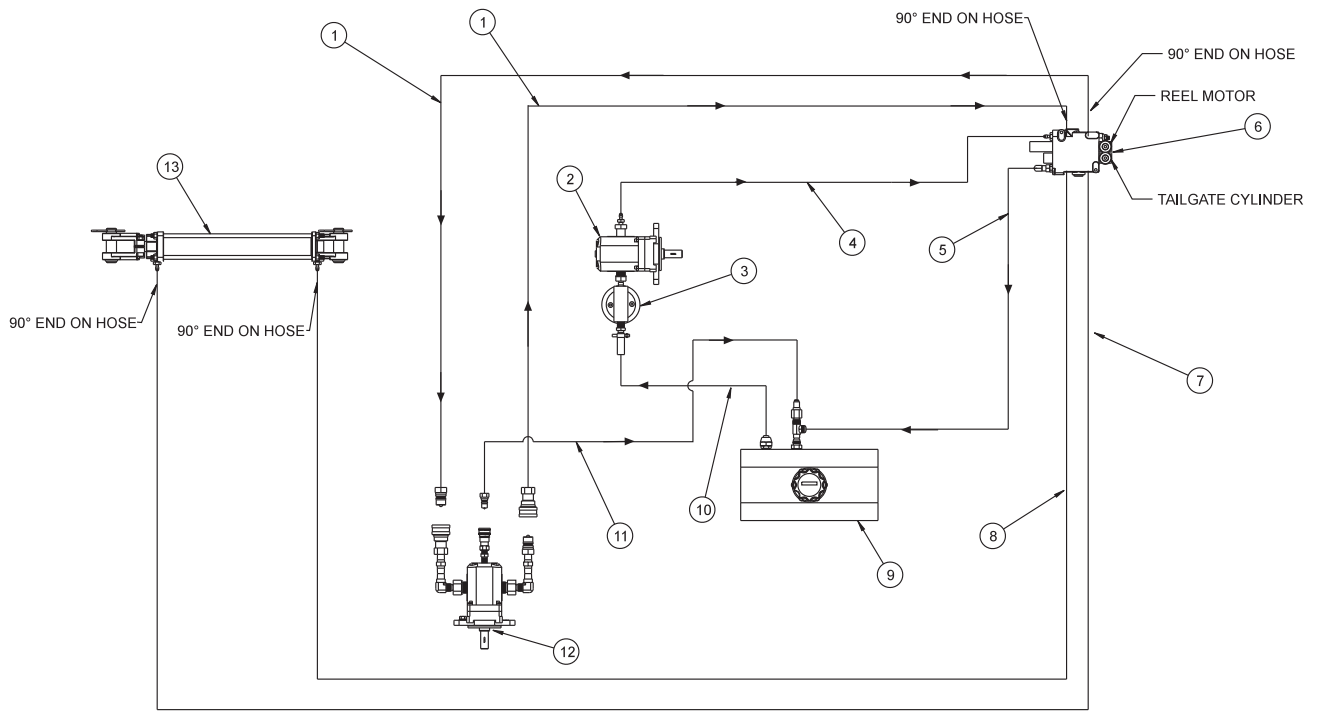 90° END ON HOSE
1
1
90° END ON HOSE
REEL MOTOR
6
13
2
TAILGATE CYLINDER
4
5
3
90° END ON HOSE
90° END ON HOSE
7
10
11
8
9
12